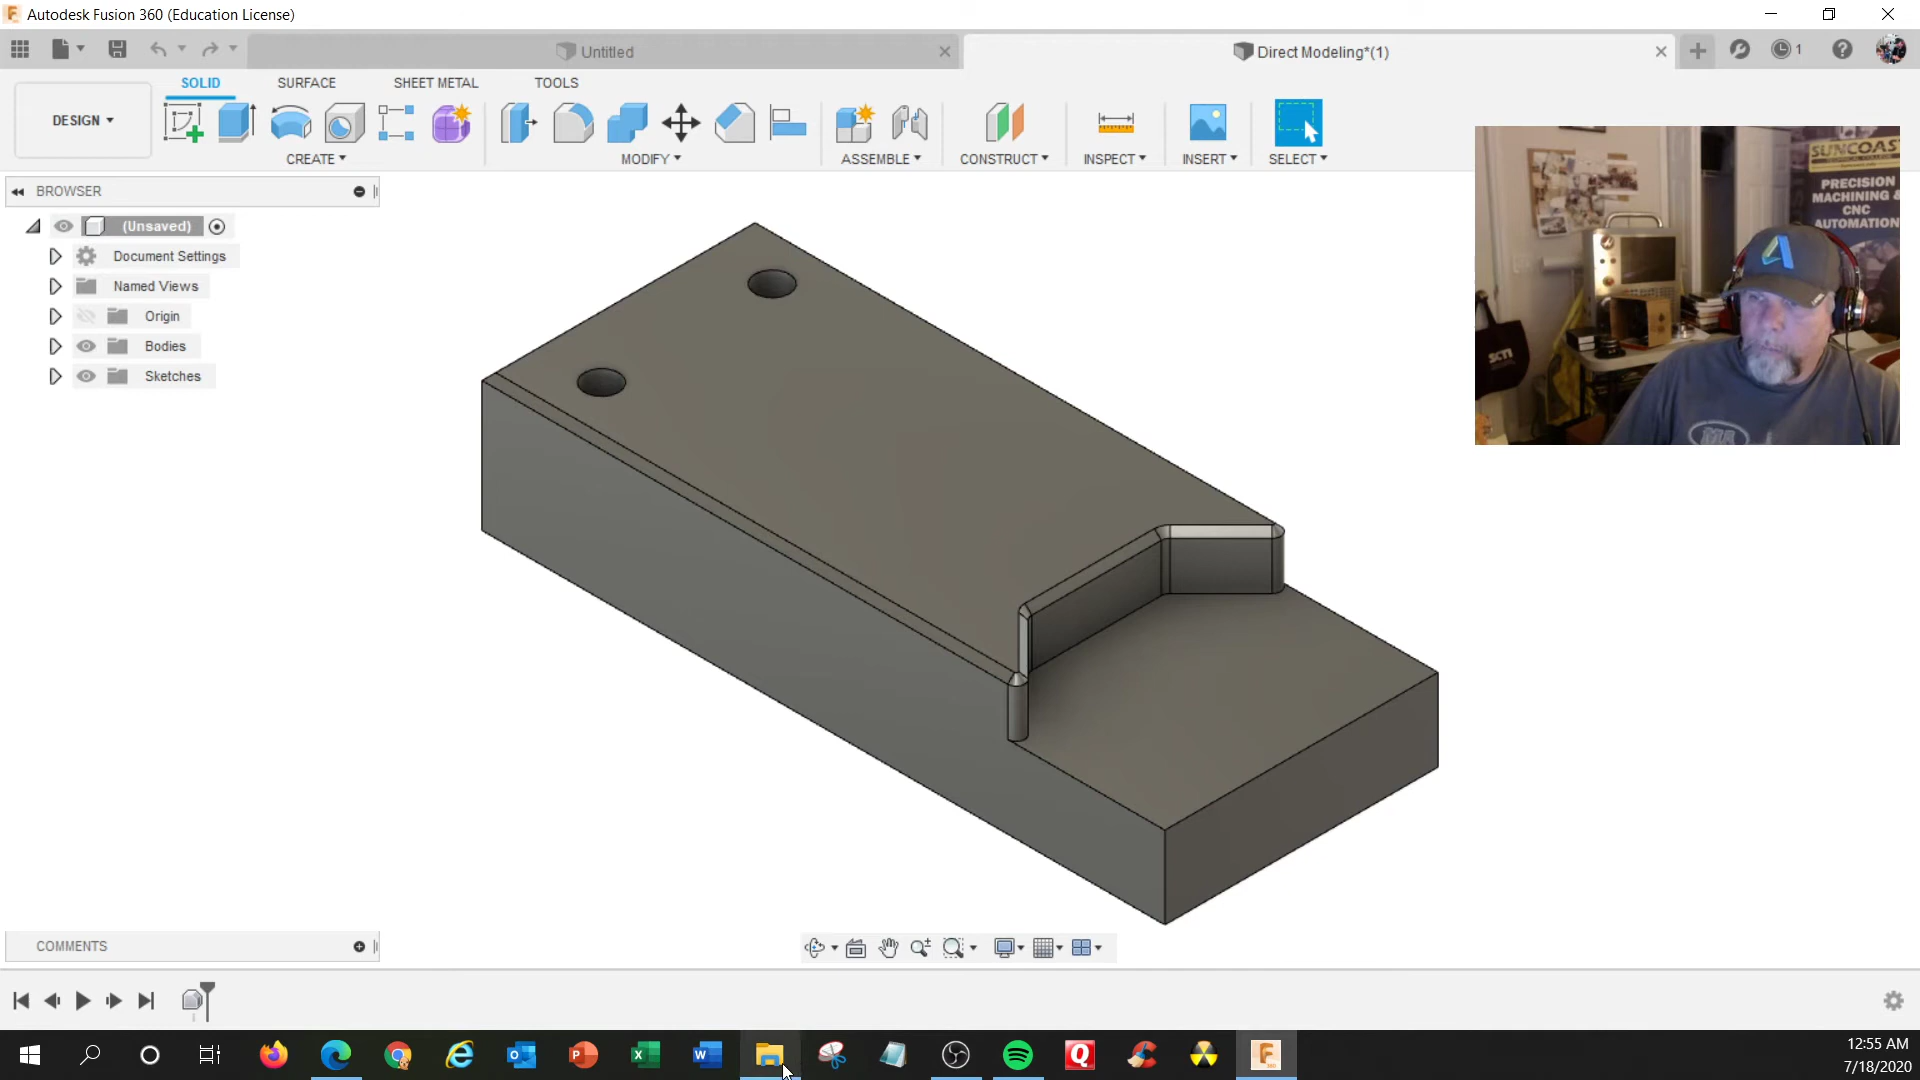 Autodesk Fusion 360 (Education License)
Untitled
Direct Modeling*(1)
1
SOLID
SURFACE
SHEET METAL
TOOLS
DESIGN
CREATE
MODIFY
ASSEMBLE
CONSTRUCT
INSPECT
INSERT
SELECT
BROWSER
(Unsaved)
Document Settings
Named Views
Origin
Bodies
Sketches
SUNCOAST
PRECISION
MACHINING &
CNC
AUTOMATION
SCTI
COMMENTS
12:55 AM
7/18/2020